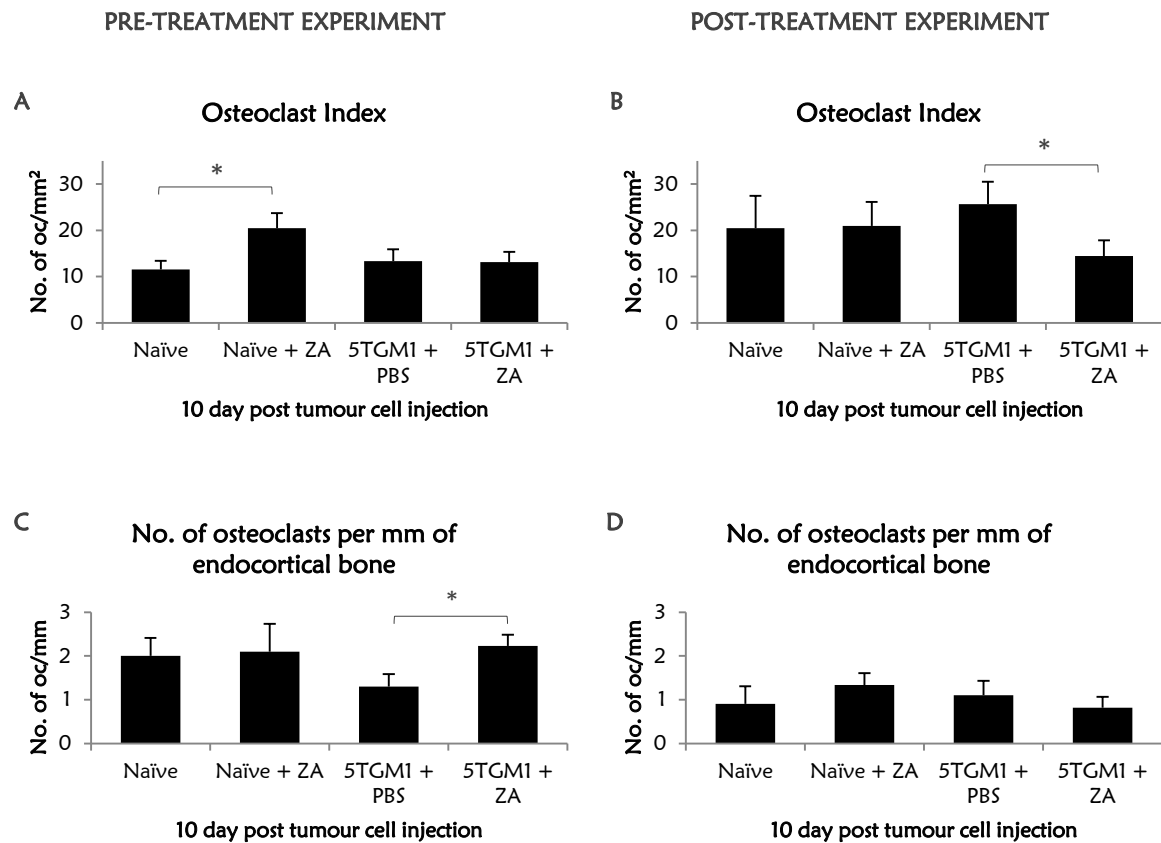 PRE-TREATMENT EXPERIMENT
POST-TREATMENT EXPERIMENT
A
Osteoclast Index
*
No. of oc/mm²
30
20
10
0
Naïve
Naïve + ZA
5TGM1 +
PBS
5TGM1 +
ZA
10 day post tumour cell injection
B
Osteoclast Index
*
No. of oc/mm²
30
20
10
0
Naïve
Naïve + ZA
5TGM1 +
PBS
5TGM1 +
ZA
10 day post tumour cell injection
C
No. of osteoclasts per mm of
endocortical bone
*
No. of oc/mm
3
2
1
0
Naïve
Naïve + ZA
5TGM1 +
PBS
5TGM1 +
ZA
10 day post tumour cell injection
D
No. of osteoclasts per mm of
endocortical bone
No. of oc/mm
3
2
1
0
Naïve
Naïve + ZA
5TGM1 +
PBS
5TGM1 +
ZA
10 day post tumour cell injection